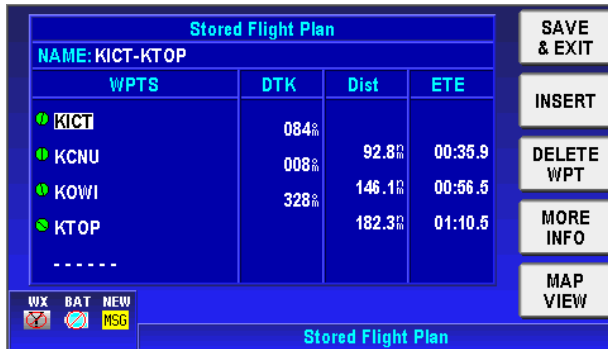 Stored Flight Plan
NAME: KICT-KTOP
WPTS DTK Dist ETE
KICT
084°m
KCNU 92.8nm 00:35.9
008°m
KOWI 146.1nm 00:56.5
328°m
KTOP 182.3nm 01:10.5
------
SAVE & EXIT
INSERT
DELETE WPT
MORE INFO
MAP VIEW
WX BAT NEW
MSG
Stored Flight Plan